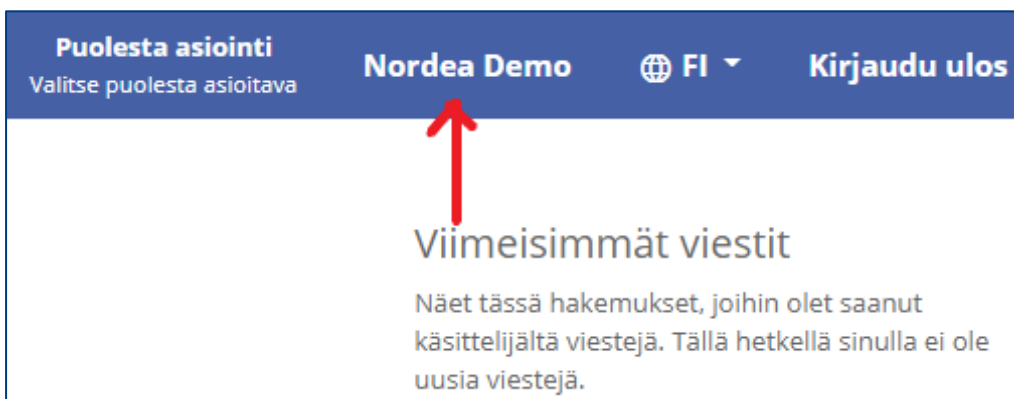 Puolesta asiointi
Valitse puolesta asioitava
Nordea Demo
FI
Kirjaudu ulos
Viimeisimmät viestit
Näet tässä hakemukset, joihin olet saanut
käsittelijältä viestejä. Tällä hetkellä sinulla ei ole
uusia viestejä.